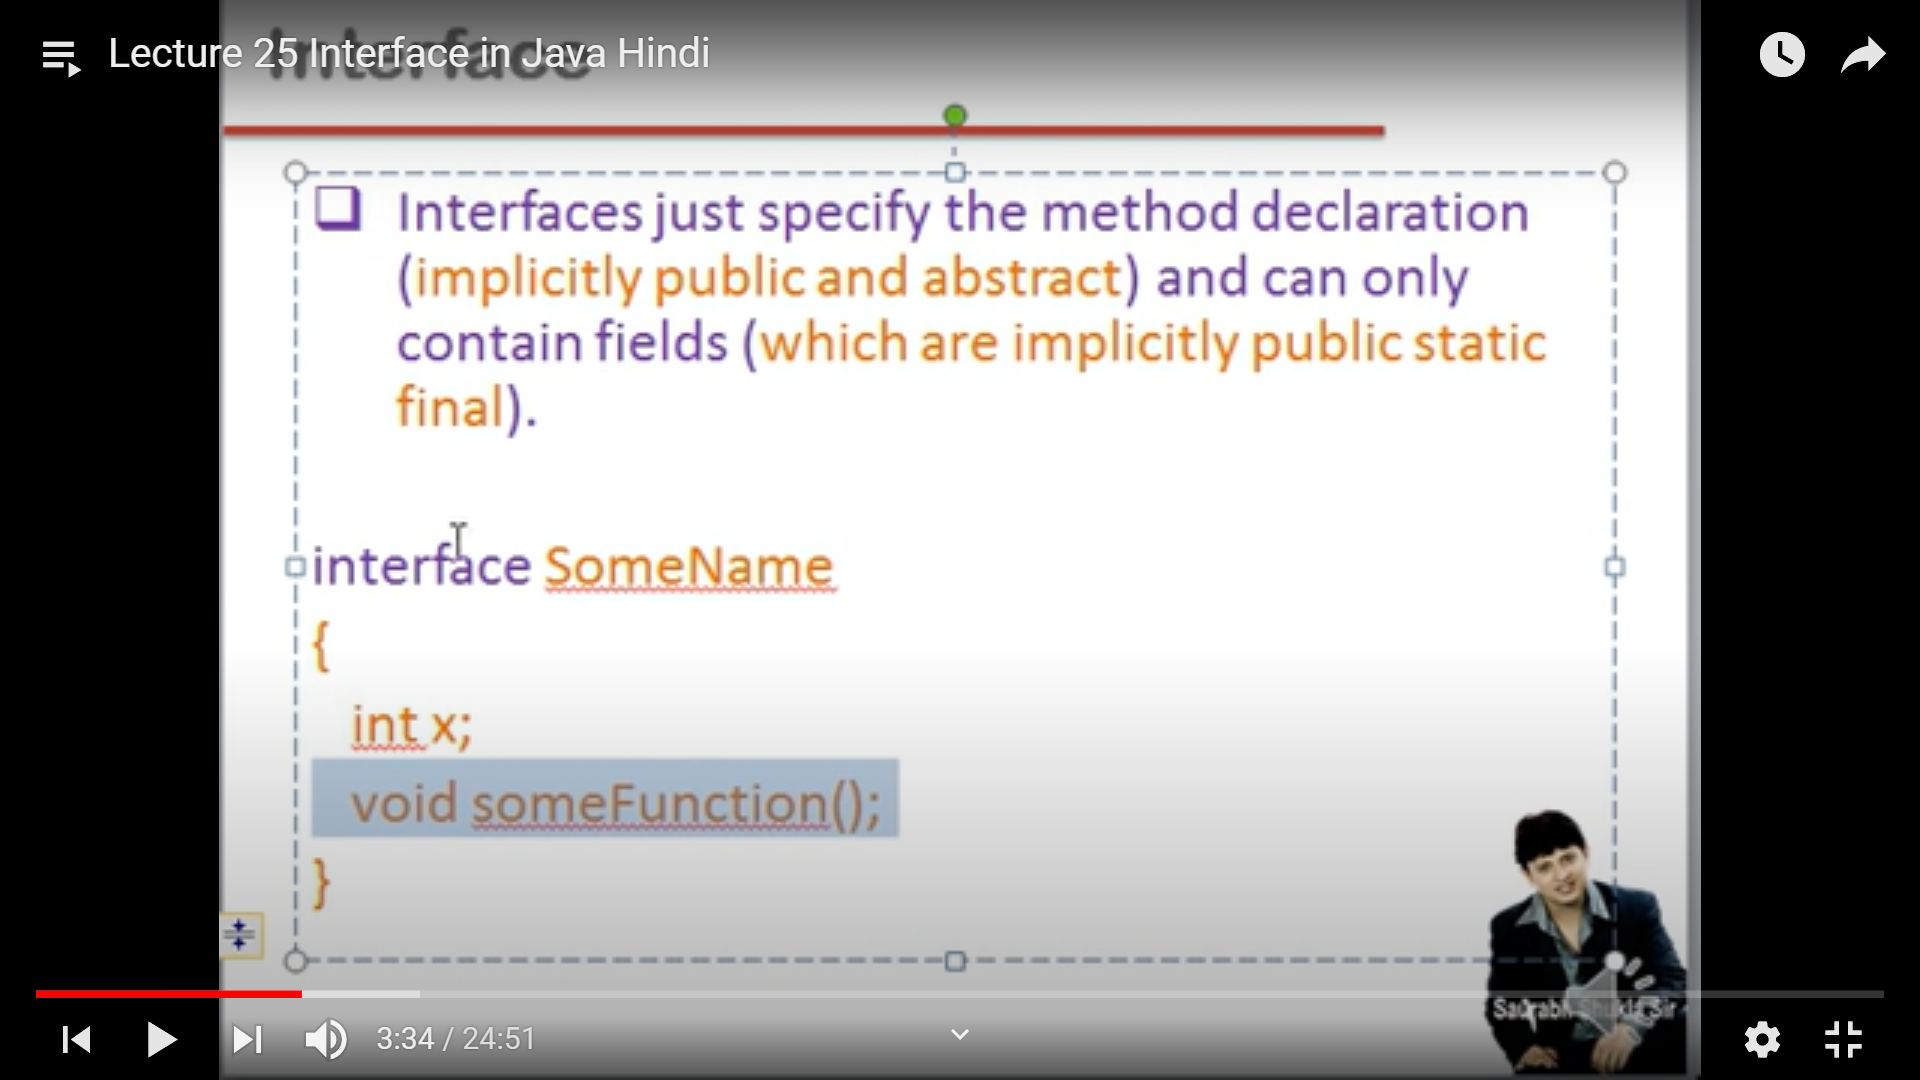 Interface
Lecture 25 Interface in Java Hindi
Interfaces just specify the method declaration
(implicitly public and abstract) and can only
contain fields (which are implicitly public static
final).
interface SomeName
{
int x;
void someFunction();
}
Saurabh Shukla Sir
3:34 / 24:51